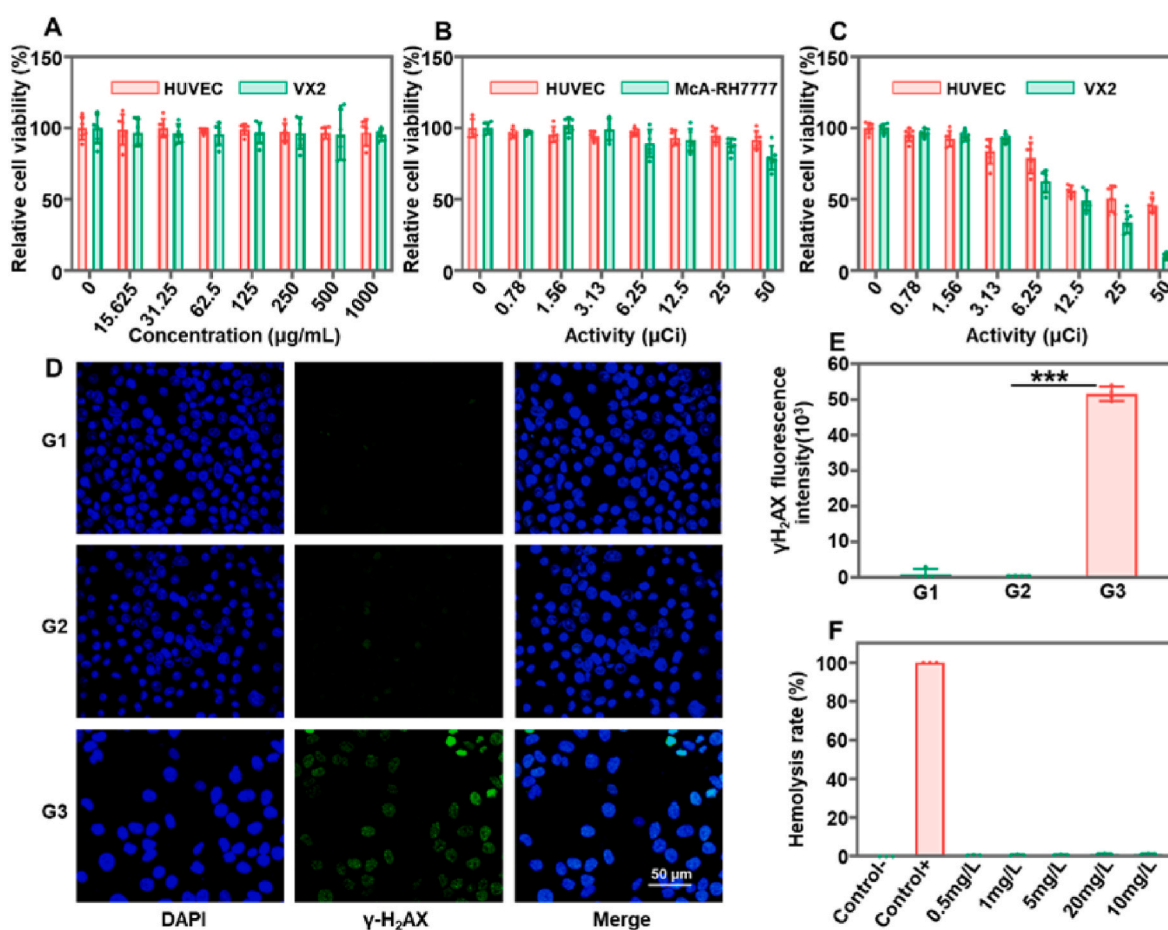 A
Relative cell viability (%)
150
100
50
0
HUVEC
VX2
0
15.625
31.25
62.5
125
250
500
1000
Concentration (µg/mL)
B
Relative cell viability (%)
150
100
50
0
HUVEC
McA-RH7777
0
0.78
1.56
3.13
6.25
12.5
25
50
Activity (µCi)
C
Relative cell viability (%)
150
100
50
0
HUVEC
VX2
0
0.78
1.56
3.13
6.25
12.5
25
50
Activity (µCi)
D
G1
G2
G3
50 µm
DAPI
γ-H₂AX
Merge
E
γH₂AX fluorescence
intensity(10³)
60
50
40
30
20
10
0
***
G1
G2
G3
F
Hemolysis rate (%)
100
80
60
40
20
0
Control-
Control+
0.5mg/L
1mg/L
5mg/L
20mg/L
10mg/L